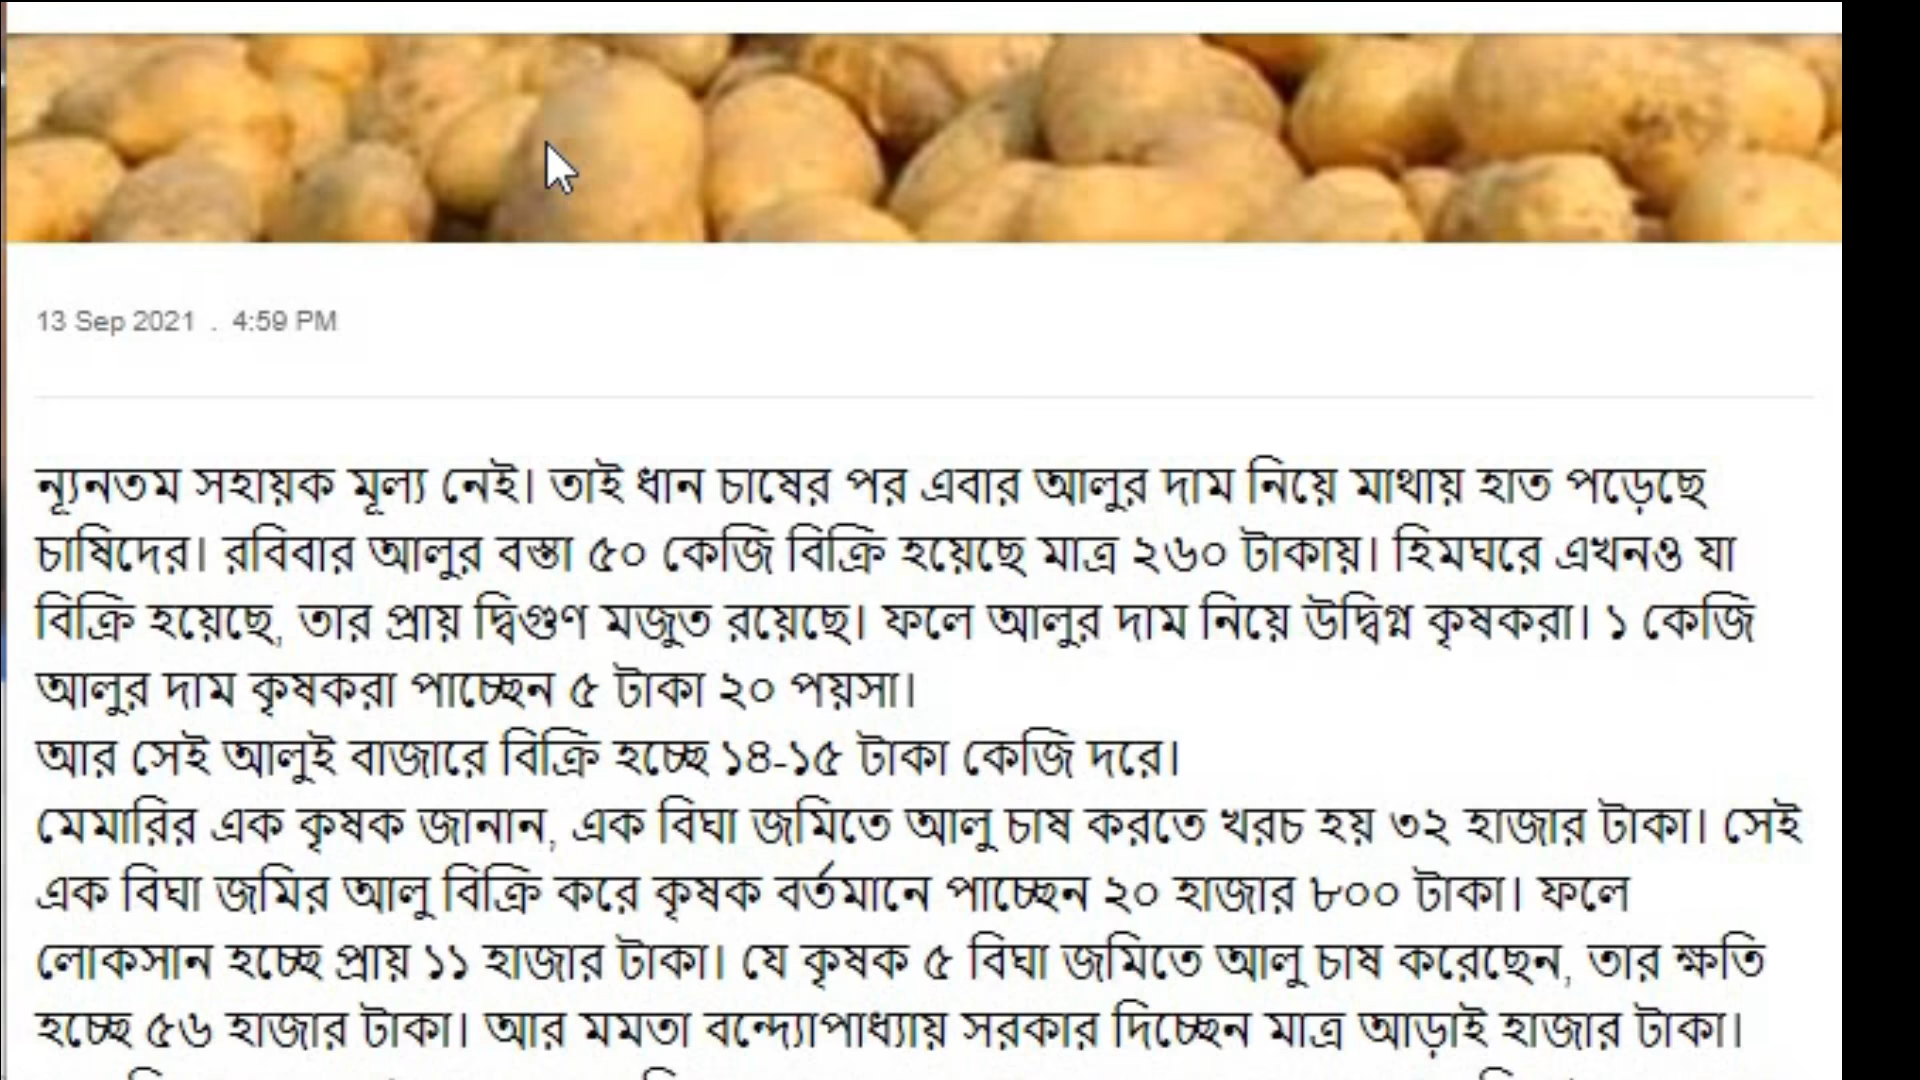 13 Sep 2021 . 4:59 PM
ন্যূনতম সহায়ক মূল্য নেই। তাই ধান চাষের পর এবার আলুর দাম নিয়ে মাথায় হাত পড়েছে
চাষিদের। রবিবার আলুর বস্তা ৫০ কেজি বিক্রি হয়েছে মাত্র ২৬০ টাকায়। হিমঘরে এখনও যা
বিক্রি হয়েছে, তার প্রায় দ্বিগুণ মজুত রয়েছে। ফলে আলুর দাম নিয়ে উদ্বিগ্ন কৃষকরা। ১ কেজি
আলুর দাম কৃষকরা পাচ্ছেন ৫ টাকা ২০ পয়সা।
আর সেই আলুই বাজারে বিক্রি হচ্ছে ১৪-১৫ টাকা কেজি দরে।
মেমারির এক কৃষক জানান, এক বিঘা জমিতে আলু চাষ করতে খরচ হয় ৩২ হাজার টাকা। সেই
এক বিঘা জমির আলু বিক্রি করে কৃষক বর্তমানে পাচ্ছেন ২০ হাজার ৮০০ টাকা। ফলে
লোকসান হচ্ছে প্রায় ১১ হাজার টাকা। যে কৃষক ৫ বিঘা জমিতে আলু চাষ করেছেন, তার ক্ষতি
হচ্ছে ৫৬ হাজার টাকা। আর মমতা বন্দ্যোপাধ্যায় সরকার দিচ্ছেন মাত্র আড়াই হাজার টাকা।